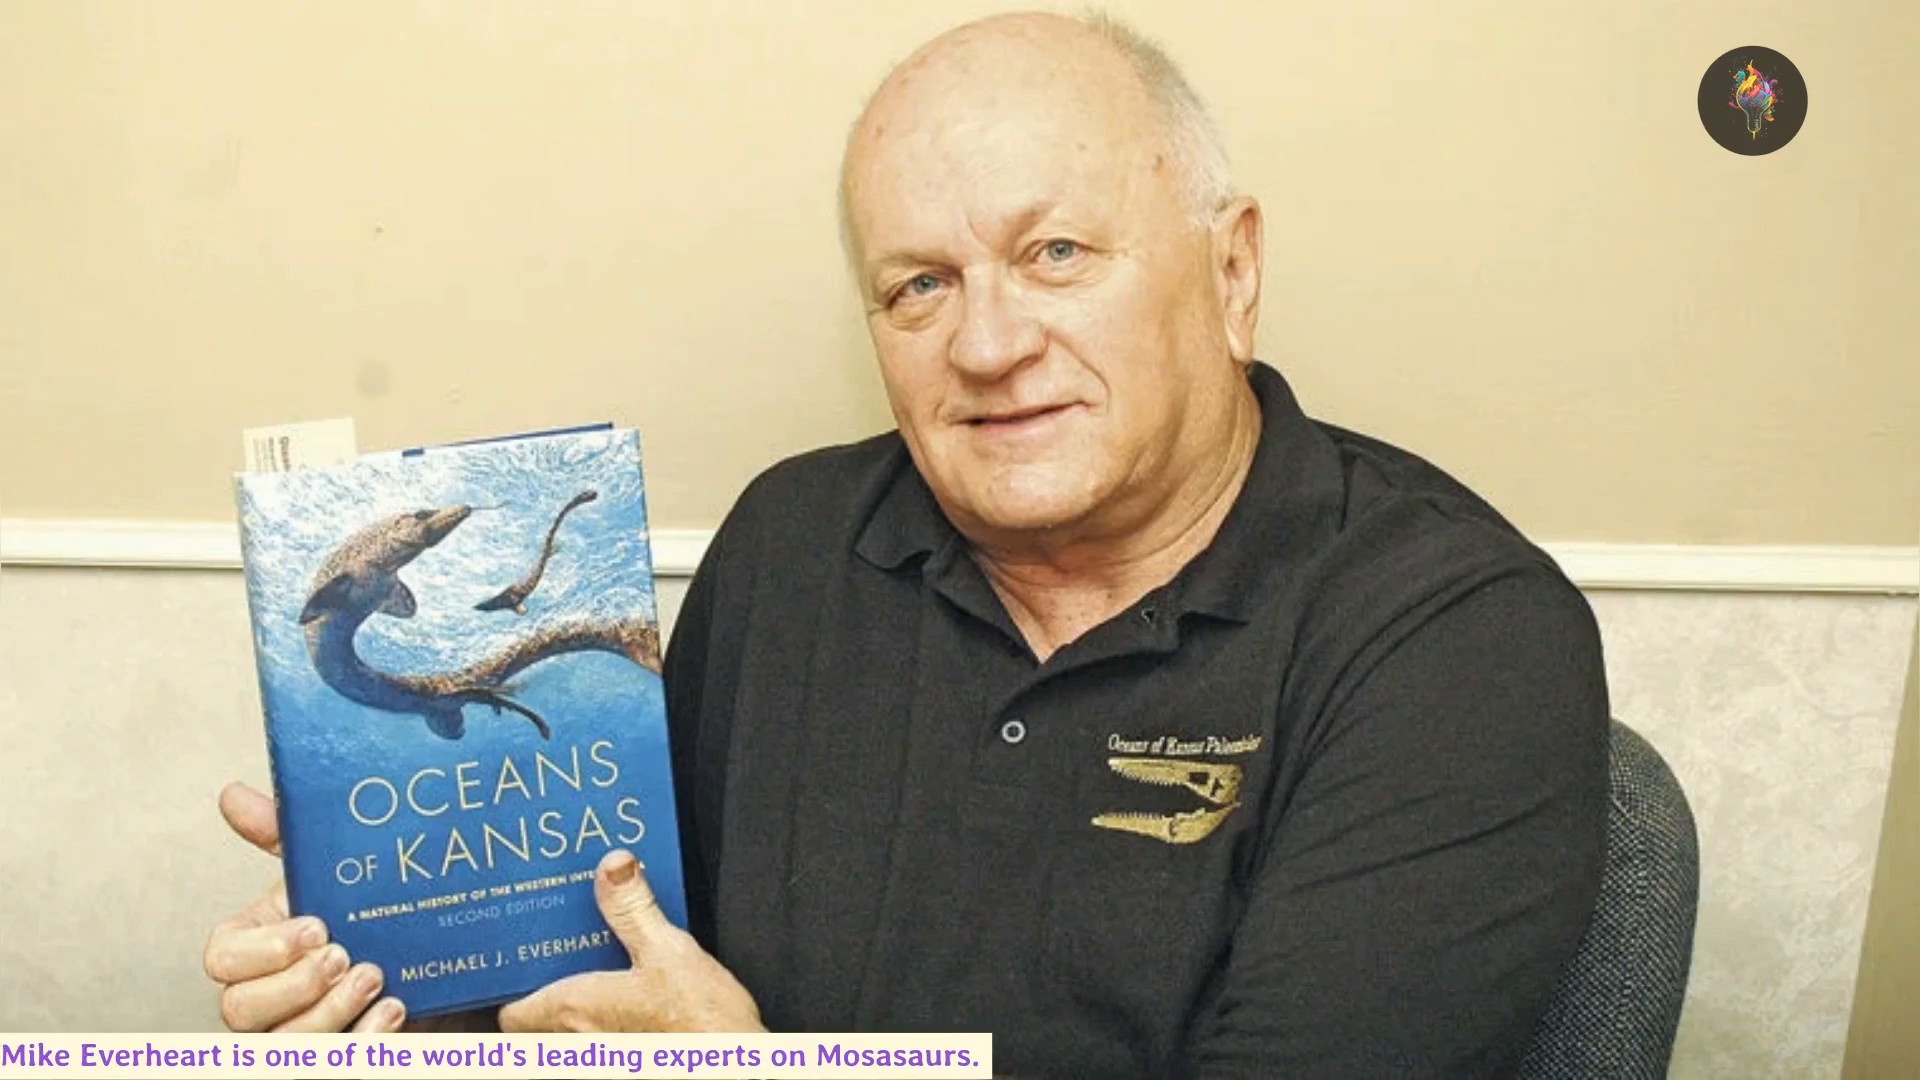 OCEANS
OF KANSAS
A NATURAL HISTORY OF THE WESTERN
SECOND EDITION
MICHAEL J. EVERHART
Oceans of Kansas
Mike Everheart is one of the world's leading experts on Mosasaurs.